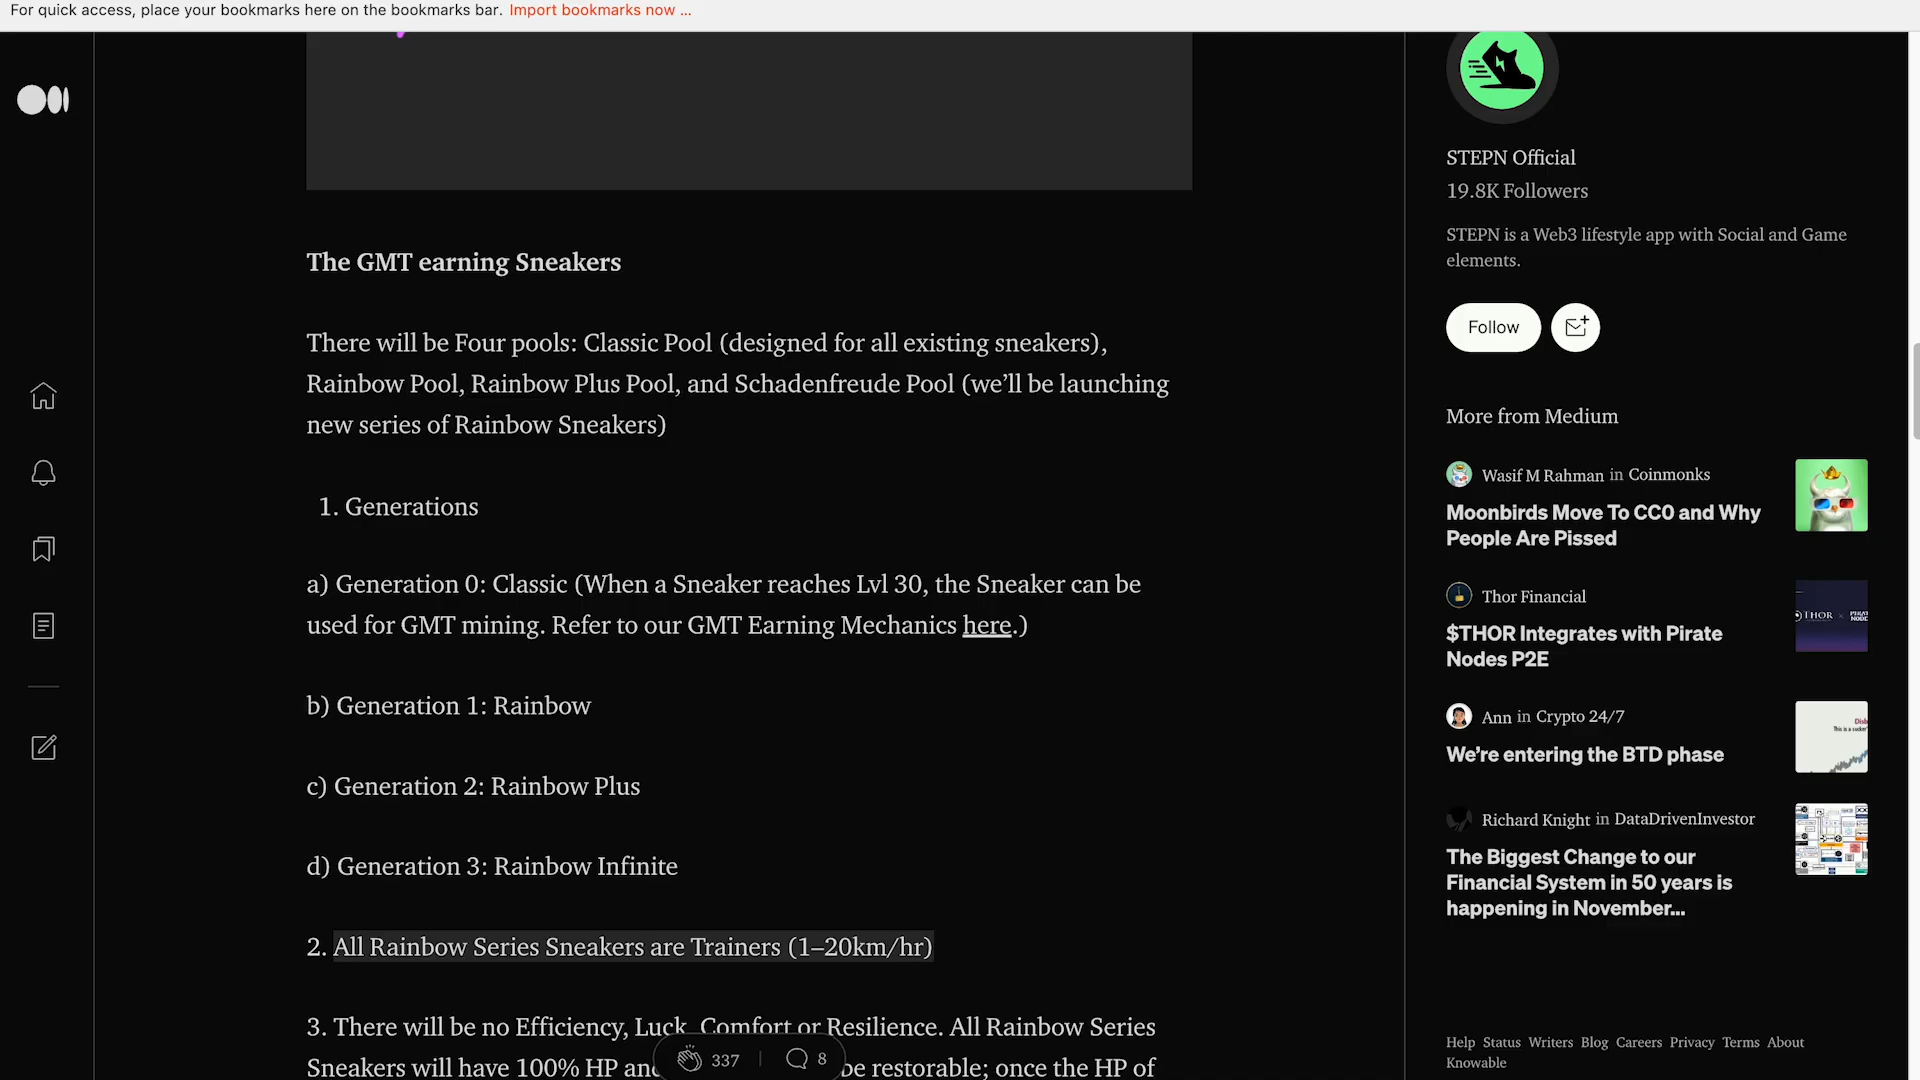 For quick access, place your bookmarks here on the bookmarks bar. Import bookmarks now ...
The GMT earning Sneakers
There will be Four pools: Classic Pool (designed for all existing sneakers),
Rainbow Pool, Rainbow Plus Pool, and Schadenfreude Pool (we’ll be launching
new series of Rainbow Sneakers)
1. Generations
a) Generation 0: Classic (When a Sneaker reaches Lvl 30, the Sneaker can be
used for GMT mining. Refer to our GMT Earning Mechanics here.)
b) Generation 1: Rainbow
c) Generation 2: Rainbow Plus
d) Generation 3: Rainbow Infinite
2. All Rainbow Series Sneakers are Trainers (1–20km/hr)
3. There will be no Efficiency, Luck, Comfort or Resilience. All Rainbow Series
Sneakers will have 100% HP and be restorable; once the HP of
337
8
STEPN Official
19.8K Followers
STEPN is a Web3 lifestyle app with Social and Game
elements.
Follow
More from Medium
Wasif M Rahman in Coinmonks
Moonbirds Move To CC0 and Why
People Are Pissed
Thor Financial
$THOR Integrates with Pirate
Nodes P2E
THOR
Ann in Crypto 24/7
We’re entering the BTD phase
Richard Knight in DataDrivenInvestor
The Biggest Change to our
Financial System in 50 years is
happening in November...
Help Status Writers Blog Careers Privacy Terms About
Knowable